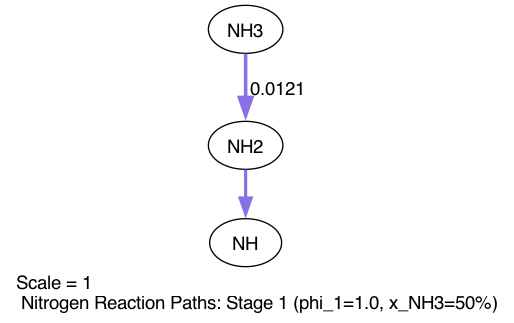 NH3
0.0121
NH2
NH
Scale = 1
Nitrogen Reaction Paths: Stage 1 (phi_1=1.0, x_NH3=50%)